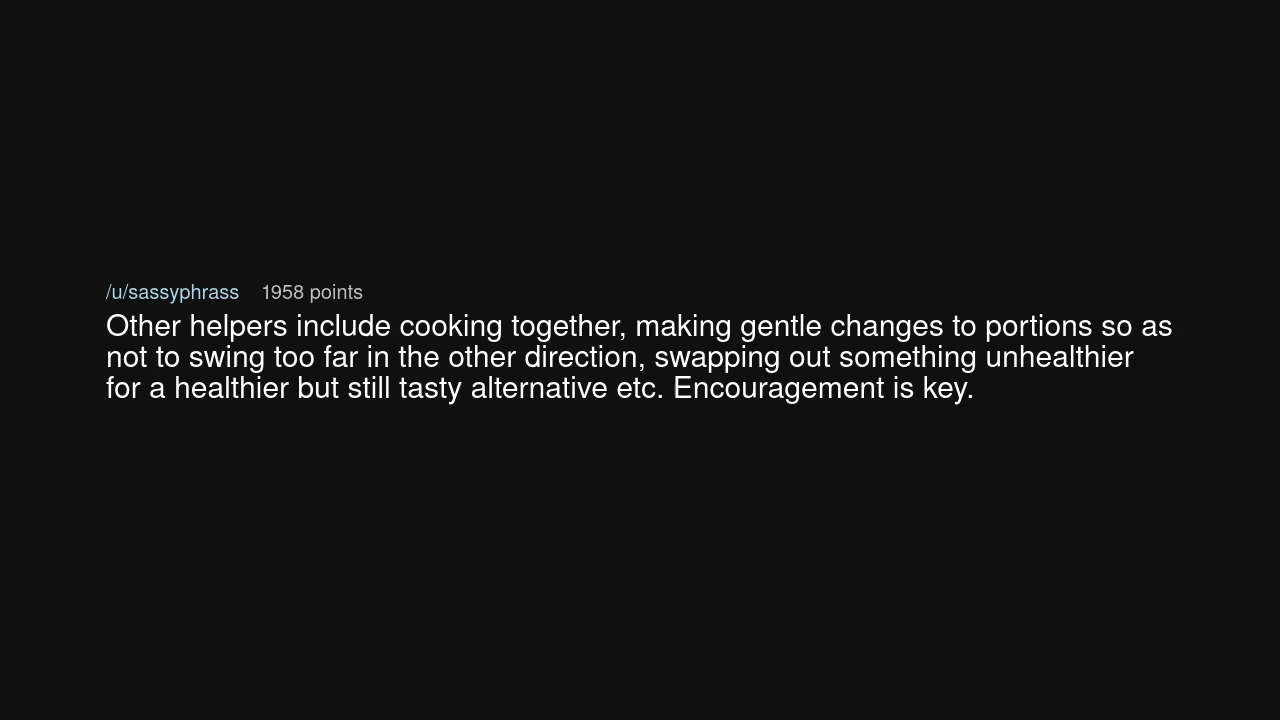 /u/sassyphrass 1958 points
Other helpers include cooking together, making gentle changes to portions so as
not to swing too far in the other direction, swapping out something unhealthier
for a healthier but still tasty alternative etc. Encouragement is key.